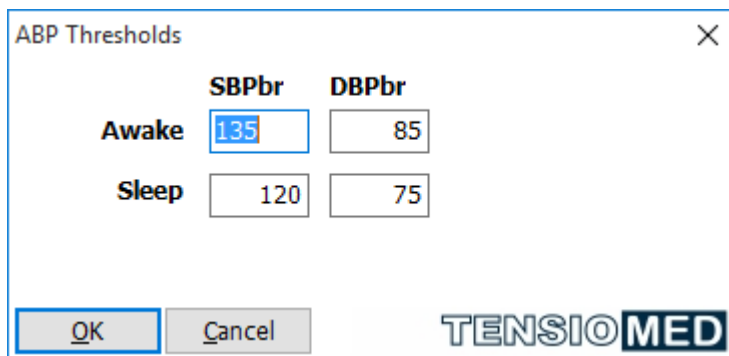 ABP Thresholds
SBPbr DBPbr
Awake 135 85
Sleep 120 75
OK Cancel TENSIOMED